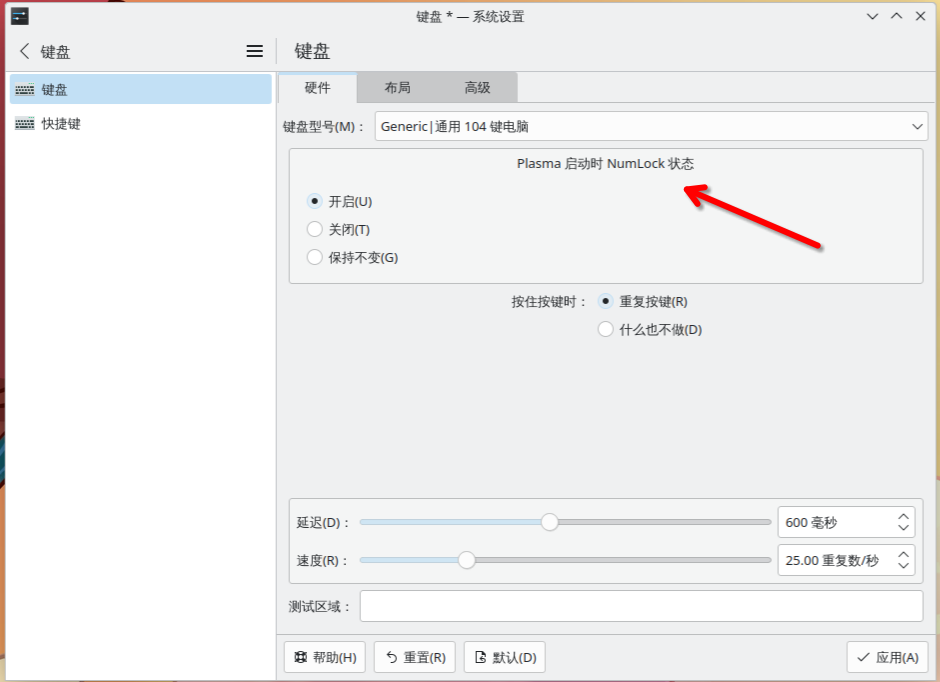 键盘 * — 系统设置
键盘
键盘
键盘
快捷键
硬件 布局 高级
键盘型号(M)： Generic|通用 104 键电脑
Plasma 启动时 NumLock 状态
开启(U)
关闭(T)
保持不变(G)
按住按键时： 重复按键(R)
什么也不做(D)
延迟(D)： 600 毫秒
速度(R)： 25.00 重复数/秒
测试区域：
帮助(H) 重置(R) 默认(D) 应用(A)